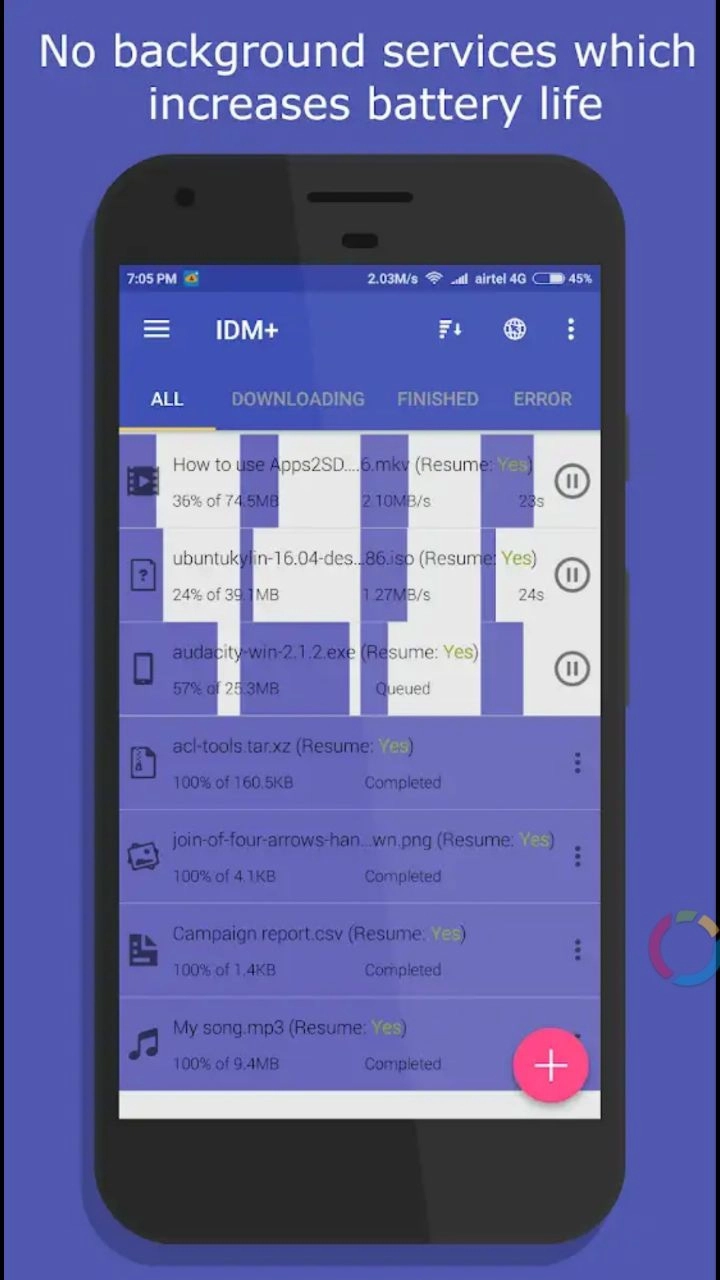 No background services which
increases battery life
7:05 PM 2.03M/s airtel 4G 45%
IDM+
ALL DOWNLOADING FINISHED ERROR
How to use Apps2SD....6.mkv (Resume: Yes)
36% of 74.5MB 2.10MB/s 23s
ubuntukylin-16.04-des...86.iso (Resume: Yes)
24% of 39.1MB 1.27MB/s 24s
audacity-win-2.1.2.exe (Resume: Yes)
57% of 25.3MB Queued
acl-tools.tar.xz (Resume: Yes)
100% of 160.5KB Completed
join-of-four-arrows-han...wn.png (Resume: Yes)
100% of 4.1KB Completed
Campaign report.csv (Resume: Yes)
100% of 1.4KB Completed
My song.mp3 (Resume: Yes)
100% of 9.4MB Completed